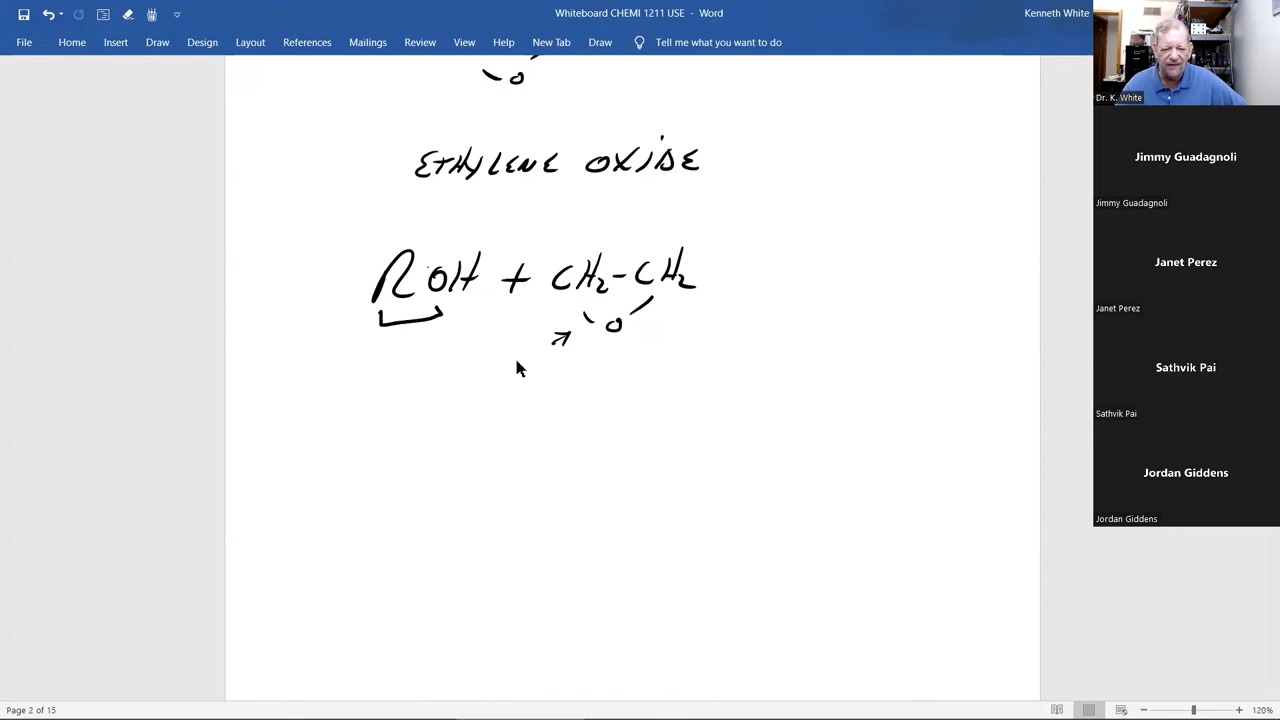 Whiteboard CHEMI 1211 USE - Word
Kenneth White
File Home Insert Draw Design Layout References Mailings Review View Help New Tab Draw Tell me what you want to do
Dr. K. White
O
ETHYLENE OXIDE
ROH + CH2-CH2
O
Jimmy Guadagnoli
Jimmy Guadagnoli
Janet Perez
Janet Perez
Sathvik Pai
Sathvik Pai
Jordan Giddens
Jordan Giddens
Page 2 of 15
120%